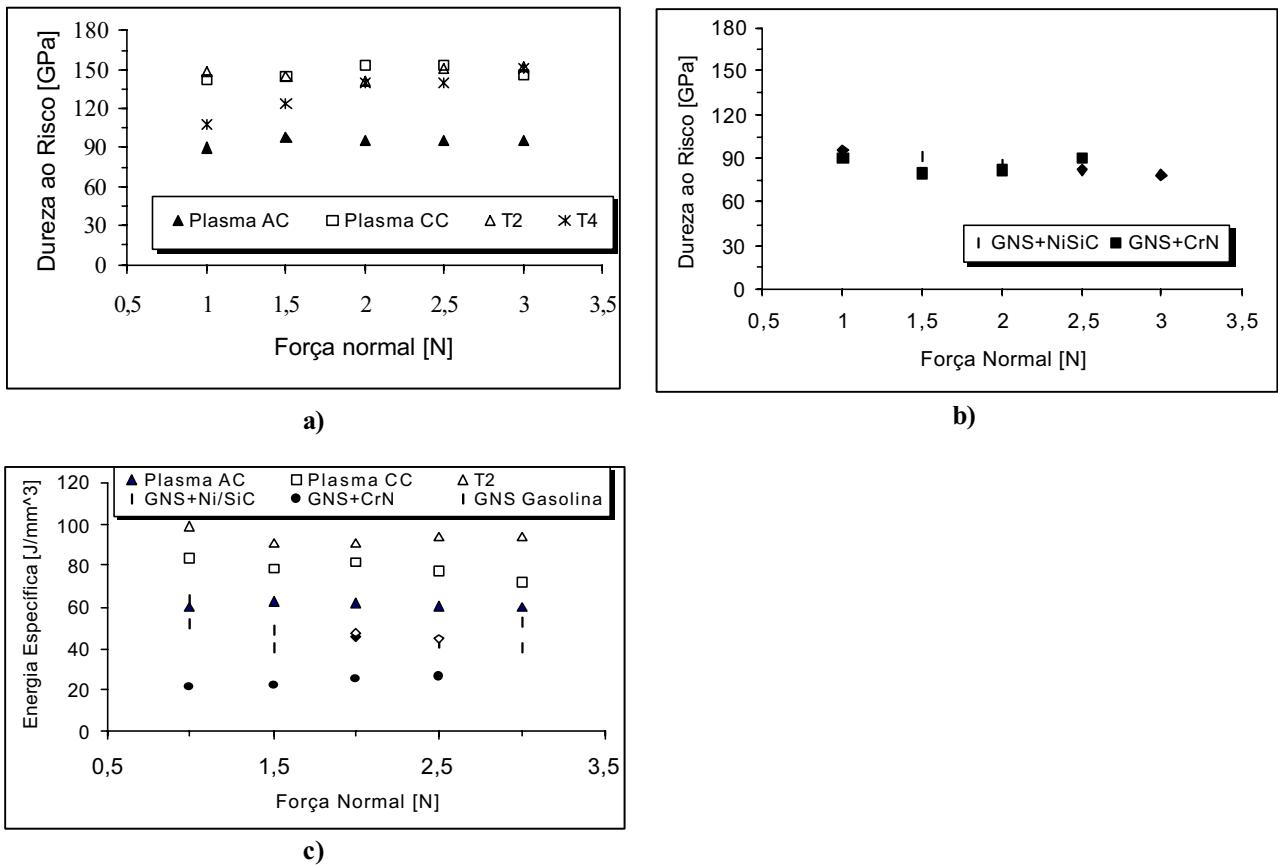 180
150
120
90
60
30
0
Dureza ao Risco [GPa]
Plasma AC Plasma CC T2 T4
0,5 1 1,5 2 2,5 3 3,5
Força normal [N]
a)
180
150
120
90
60
30
0
Dureza ao Risco [GPa]
GNS+NiSiC GNS+CrN
0,5 1 1,5 2 2,5 3 3,5
Força Normal [N]
b)
120
100
80
60
40
20
0
Energia Específica [J/mm^3]
Plasma AC Plasma CC T2
GNS+Ni/SiC GNS+CrN GNS Gasolina
0,5 1,5 2,5 3,5
Força Normal [N]
c)